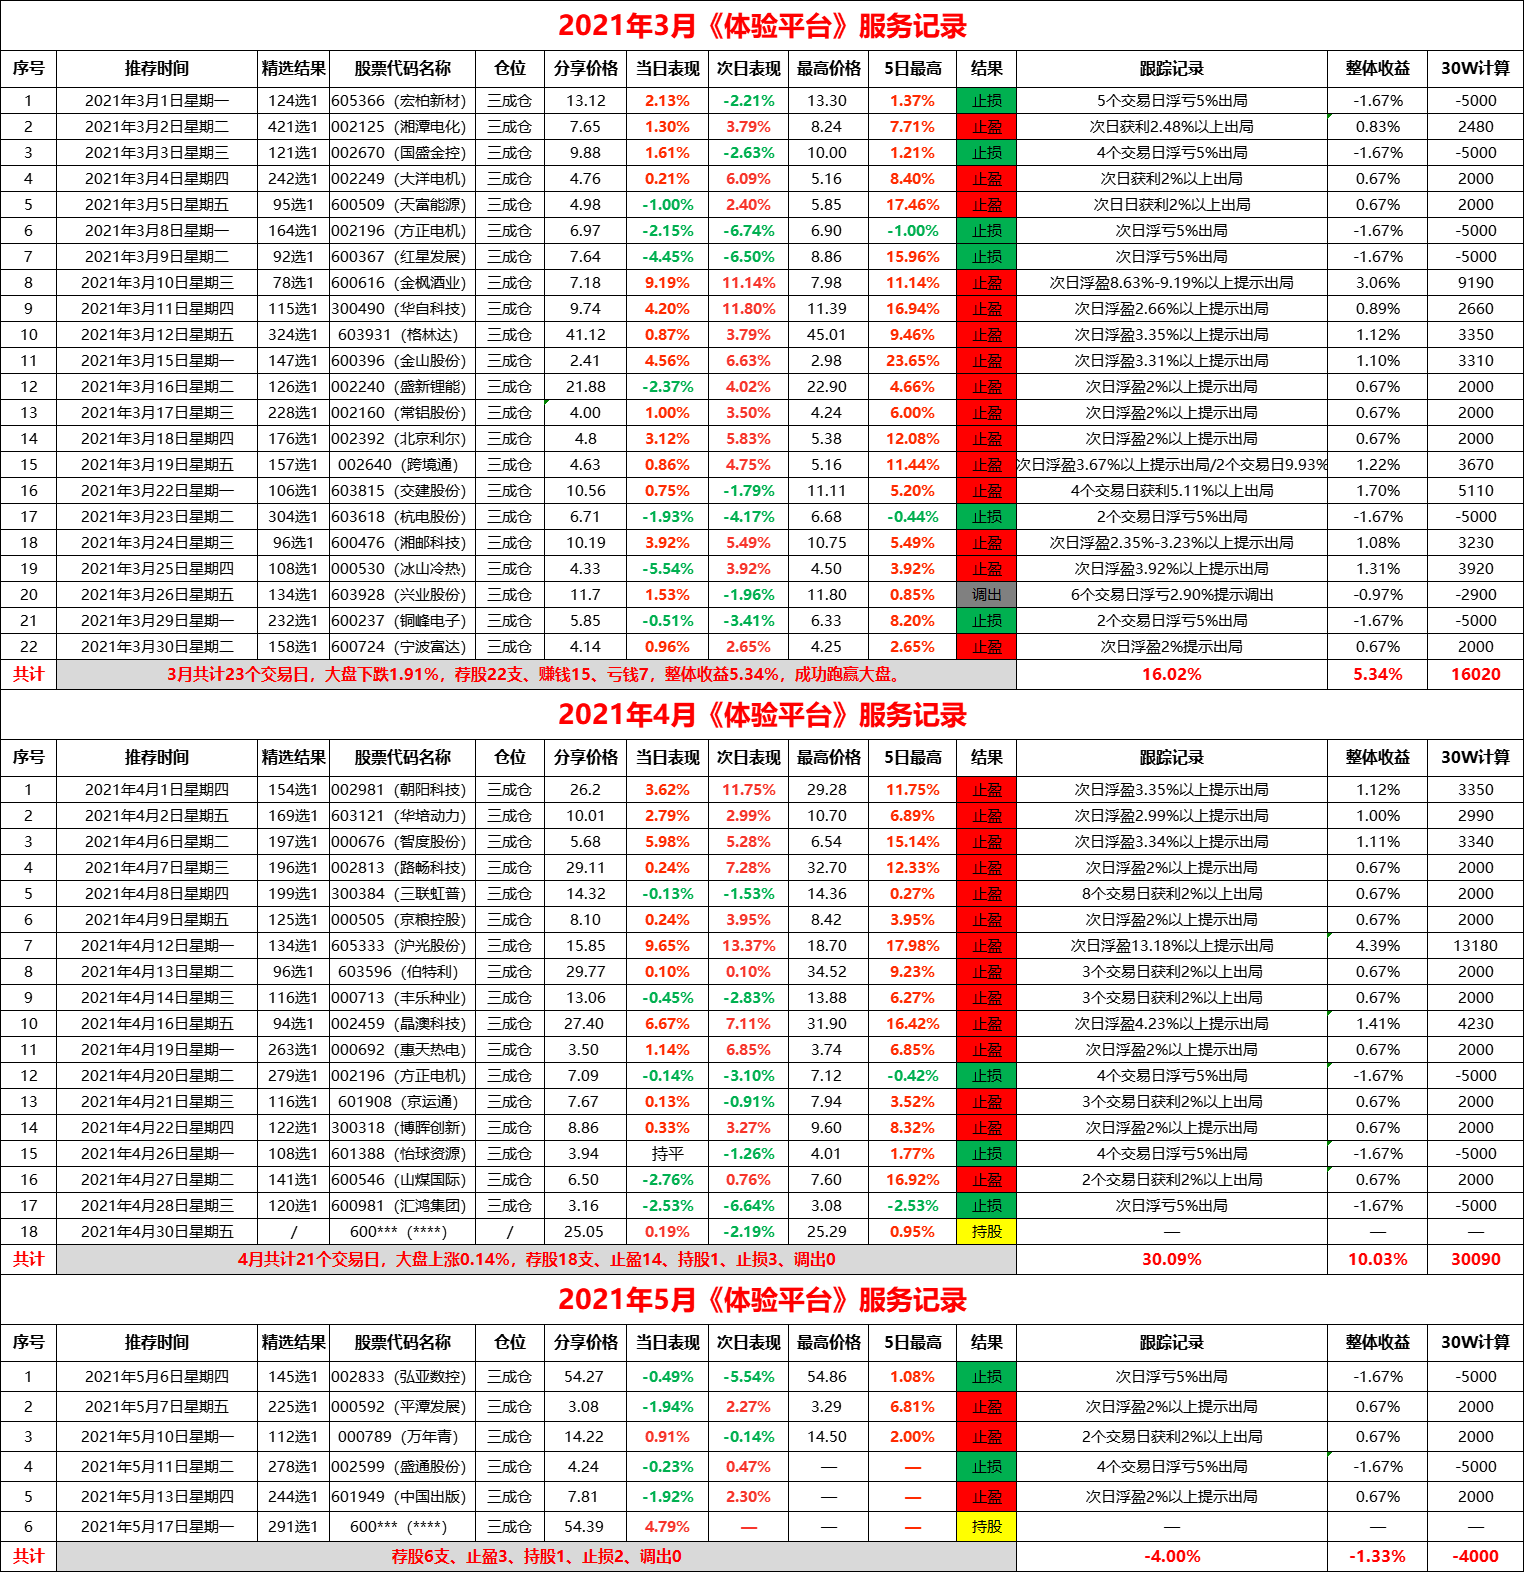 2021年3月《体验平台》服务记录
序号 推荐时间 精选结果 股票代码名称 仓位 分享价格 当日表现 次日表现 最高价格 5日最高 结果 跟踪记录 整体收益 30W计算
1 2021年3月1日星期一 124选1 605366（宏柏新材） 三成仓 13.12 2.13% -2.21% 13.30 1.37% 止损 5个交易日浮亏5%出局 -1.67% -5000
2 2021年3月2日星期二 421选1 002125（湘潭电化） 三成仓 7.65 1.30% 3.79% 8.24 7.71% 止盈 次日获利2.48%以上出局 0.83% 2480
3 2021年3月3日星期三 121选1 002670（国盛金控） 三成仓 9.88 1.61% -2.63% 10.00 1.21% 止损 4个交易日浮亏5%出局 -1.67% -5000
4 2021年3月4日星期四 242选1 002249（大洋电机） 三成仓 4.76 0.21% 6.09% 5.16 8.40% 止盈 次日获利2%以上出局 0.67% 2000
5 2021年3月5日星期五 95选1 600509（天富能源） 三成仓 4.98 -1.00% 2.40% 5.85 17.46% 止盈 次日日获利2%以上出局 0.67% 2000
6 2021年3月8日星期一 164选1 002196（方正电机） 三成仓 6.97 -2.15% -6.74% 6.90 -1.00% 止损 次日浮亏5%出局 -1.67% -5000
7 2021年3月9日星期二 92选1 600367（红星发展） 三成仓 7.64 -4.45% -6.50% 8.86 15.96% 止损 次日浮亏5%出局 -1.67% -5000
8 2021年3月10日星期三 78选1 600616（金枫酒业） 三成仓 7.18 9.19% 11.14% 7.98 11.14% 止盈 次日浮盈8.63%-9.19%以上提示出局 3.06% 9190
9 2021年3月11日星期四 115选1 300490（华自科技） 三成仓 9.74 4.20% 11.80% 11.39 16.94% 止盈 次日浮盈2.66%以上提示出局 0.89% 2660
10 2021年3月12日星期五 324选1 603931（格林达） 三成仓 41.12 0.87% 3.79% 45.01 9.46% 止盈 次日浮盈3.35%以上提示出局 1.12% 3350
11 2021年3月15日星期一 147选1 600396（金山股份） 三成仓 2.41 4.56% 6.63% 2.98 23.65% 止盈 次日浮盈3.31%以上提示出局 1.10% 3310
12 2021年3月16日星期二 126选1 002240（盛新锂能） 三成仓 21.88 -2.37% 4.02% 22.90 4.66% 止盈 次日浮盈2%以上提示出局 0.67% 2000
13 2021年3月17日星期三 228选1 002160（常铝股份） 三成仓 4.00 1.00% 3.50% 4.24 6.00% 止盈 次日浮盈2%以上提示出局 0.67% 2000
14 2021年3月18日星期四 176选1 002392（北京利尔） 三成仓 4.8 3.12% 5.83% 5.38 12.08% 止盈 次日浮盈2%以上提示出局 0.67% 2000
15 2021年3月19日星期五 157选1 002640（跨境通） 三成仓 4.63 0.86% 4.75% 5.16 11.44% 止盈 次日浮盈3.67%以上提示出局/2个交易日9.93% 1.22% 3670
16 2021年3月22日星期一 106选1 603815（交建股份） 三成仓 10.56 0.75% -1.79% 11.11 5.20% 止盈 4个交易日获利5.11%以上出局 1.70% 5110
17 2021年3月23日星期二 304选1 603618（杭电股份） 三成仓 6.71 -1.93% -4.17% 6.68 -0.44% 止损 2个交易日浮亏5%出局 -1.67% -5000
18 2021年3月24日星期三 96选1 600476（湘邮科技） 三成仓 10.19 3.92% 5.49% 10.75 5.49% 止盈 次日浮盈2.35%-3.23%以上提示出局 1.08% 3230
19 2021年3月25日星期四 108选1 000530（冰山冷热） 三成仓 4.33 -5.54% 3.92% 4.50 3.92% 止盈 次日浮盈3.92%以上提示出局 1.31% 3920
20 2021年3月26日星期五 134选1 603928（兴业股份） 三成仓 11.7 1.53% -1.96% 11.80 0.85% 调出 6个交易日浮亏2.90%提示调出 -0.97% -2900
21 2021年3月29日星期一 232选1 600237（铜峰电子） 三成仓 5.85 -0.51% -3.41% 6.33 8.20% 止损 2个交易日浮亏5%出局 -1.67% -5000
22 2021年3月30日星期二 158选1 600724（宁波富达） 三成仓 4.14 0.96% 2.65% 4.25 2.65% 止盈 次日浮盈2%提示出局 0.67% 2000
共计 3月共计23个交易日，大盘下跌1.91%，荐股22支、赚钱15、亏钱7，整体收益5.34%，成功跑赢大盘。 16.02% 5.34% 16020
2021年4月《体验平台》服务记录
序号 推荐时间 精选结果 股票代码名称 仓位 分享价格 当日表现 次日表现 最高价格 5日最高 结果 跟踪记录 整体收益 30W计算
1 2021年4月1日星期四 154选1 002981（朝阳科技） 三成仓 26.2 3.62% 11.75% 29.28 11.75% 止盈 次日浮盈3.35%以上提示出局 1.12% 3350
2 2021年4月2日星期五 169选1 603121（华培动力） 三成仓 10.01 2.79% 2.99% 10.70 6.89% 止盈 次日浮盈2.99%以上提示出局 1.00% 2990
3 2021年4月6日星期二 197选1 000676（智度股份） 三成仓 5.68 5.98% 5.28% 6.54 15.14% 止盈 次日浮盈3.34%以上提示出局 1.11% 3340
4 2021年4月7日星期三 196选1 002813（路畅科技） 三成仓 29.11 0.24% 7.28% 32.70 12.33% 止盈 次日浮盈2%以上提示出局 0.67% 2000
5 2021年4月8日星期四 199选1 300384（三联虹普） 三成仓 14.32 -0.13% -1.53% 14.36 0.27% 止盈 8个交易日获利2%以上出局 0.67% 2000
6 2021年4月9日星期五 125选1 000505（京粮控股） 三成仓 8.10 0.24% 3.95% 8.42 3.95% 止盈 次日浮盈2%以上提示出局 0.67% 2000
7 2021年4月12日星期一 134选1 605333（沪光股份） 三成仓 15.85 9.65% 13.37% 18.70 17.98% 止盈 次日浮盈13.18%以上提示出局 4.39% 13180
8 2021年4月13日星期二 96选1 603596（伯特利） 三成仓 29.77 0.10% 0.10% 34.52 9.23% 止盈 3个交易日获利2%以上出局 0.67% 2000
9 2021年4月14日星期三 116选1 000713（丰乐种业） 三成仓 13.06 -0.45% -2.83% 13.88 6.27% 止盈 3个交易日获利2%以上出局 0.67% 2000
10 2021年4月16日星期五 94选1 002459（晶澳科技） 三成仓 27.40 6.67% 7.11% 31.90 16.42% 止盈 次日浮盈4.23%以上提示出局 1.41% 4230
11 2021年4月19日星期一 263选1 000692（惠天热电） 三成仓 3.50 1.14% 6.85% 3.74 6.85% 止盈 次日浮盈2%以上提示出局 0.67% 2000
12 2021年4月20日星期二 279选1 002196（方正电机） 三成仓 7.09 -0.14% -3.10% 7.12 -0.42% 止损 4个交易日浮亏5%出局 -1.67% -5000
13 2021年4月21日星期三 116选1 601908（京运通） 三成仓 7.67 0.13% -0.91% 7.94 3.52% 止盈 3个交易日获利2%以上出局 0.67% 2000
14 2021年4月22日星期四 122选1 300318（博晖创新） 三成仓 8.86 0.33% 3.27% 9.60 8.32% 止盈 次日浮盈2%以上提示出局 0.67% 2000
15 2021年4月26日星期一 108选1 601388（怡球资源） 三成仓 3.94 持平 -1.26% 4.01 1.77% 止损 4个交易日浮亏5%出局 -1.67% -5000
16 2021年4月27日星期二 141选1 600546（山煤国际） 三成仓 6.50 -2.76% 0.76% 7.60 16.92% 止盈 2个交易日获利2%以上出局 0.67% 2000
17 2021年4月28日星期三 120选1 600981（汇鸿集团） 三成仓 3.16 -2.53% -6.64% 3.08 -2.53% 止损 次日浮亏5%出局 -1.67% -5000
18 2021年4月30日星期五 / 600***（****） / 25.05 0.19% -2.19% 25.29 0.95% 持股 — — —
共计 4月共计21个交易日，大盘上涨0.14%，荐股18支、止盈14、持股1、止损3、调出0 30.09% 10.03% 30090
2021年5月《体验平台》服务记录
序号 推荐时间 精选结果 股票代码名称 仓位 分享价格 当日表现 次日表现 最高价格 5日最高 结果 跟踪记录 整体收益 30W计算
1 2021年5月6日星期四 145选1 002833（弘亚数控） 三成仓 54.27 -0.49% -5.54% 54.86 1.08% 止损 次日浮亏5%出局 -1.67% -5000
2 2021年5月7日星期五 225选1 000592（平潭发展） 三成仓 3.08 -1.94% 2.27% 3.29 6.81% 止盈 次日浮盈2%以上提示出局 0.67% 2000
3 2021年5月10日星期一 112选1 000789（万年青） 三成仓 14.22 0.91% -0.14% 14.50 2.00% 止盈 2个交易日获利2%以上出局 0.67% 2000
4 2021年5月11日星期二 278选1 002599（盛通股份） 三成仓 4.24 -0.23% 0.47% — — 止损 4个交易日浮亏5%出局 -1.67% -5000
5 2021年5月13日星期四 244选1 601949（中国出版） 三成仓 7.81 -1.92% 2.30% — — 止盈 次日浮盈2%以上提示出局 0.67% 2000
6 2021年5月17日星期一 291选1 600***（****） 三成仓 54.39 4.79% — — — 持股 — — —
共计 荐股6支、止盈3、持股1、止损2、调出0 -4.00% -1.33% -4000